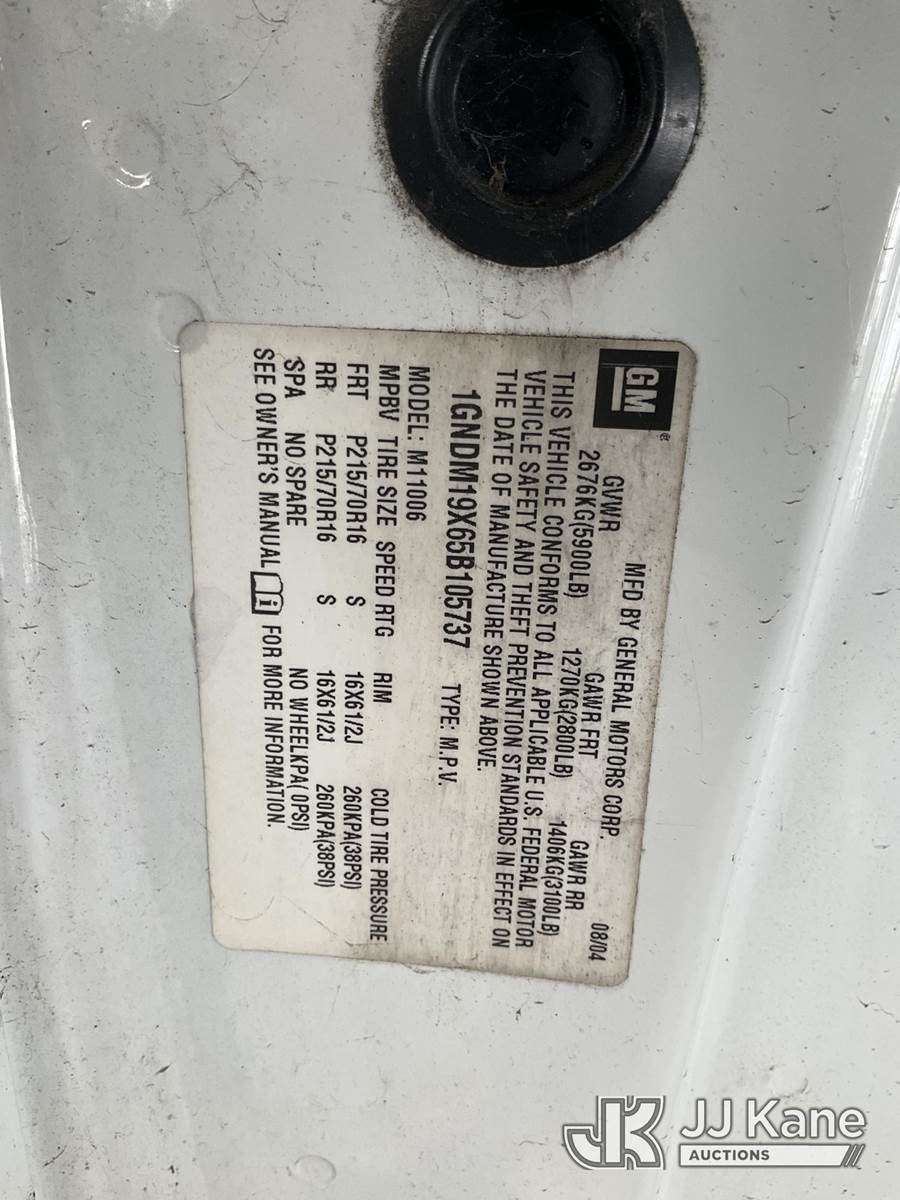 GM
MFD BY GENERAL MOTORS CORP. 08/04
GVWR GAWR FRT GAWR RR
2676KG(5900LB) 1270KG(2800LB) 1406KG(3100LB)
THIS VEHICLE CONFORMS TO ALL APPLICABLE U.S. FEDERAL MOTOR
VEHICLE SAFETY AND THEFT PREVENTION STANDARDS IN EFFECT ON
THE DATE OF MANUFACTURE SHOWN ABOVE.
1GNDM19X65B105737 TYPE: M.P.V.
MODEL: M11006
MPBV TIRE SIZE SPEED RTG RIM COLD TIRE PRESSURE
FRT P215/70R16 S 16X61/2J 260KPA(38PSI)
RR P215/70R16 S 16X61/2J 260KPA(38PSI)
SPA NO SPARE NO WHEELKPA( 0PSI)
SEE OWNER'S MANUAL FOR MORE INFORMATION.
JK JJ Kane
AUCTIONS